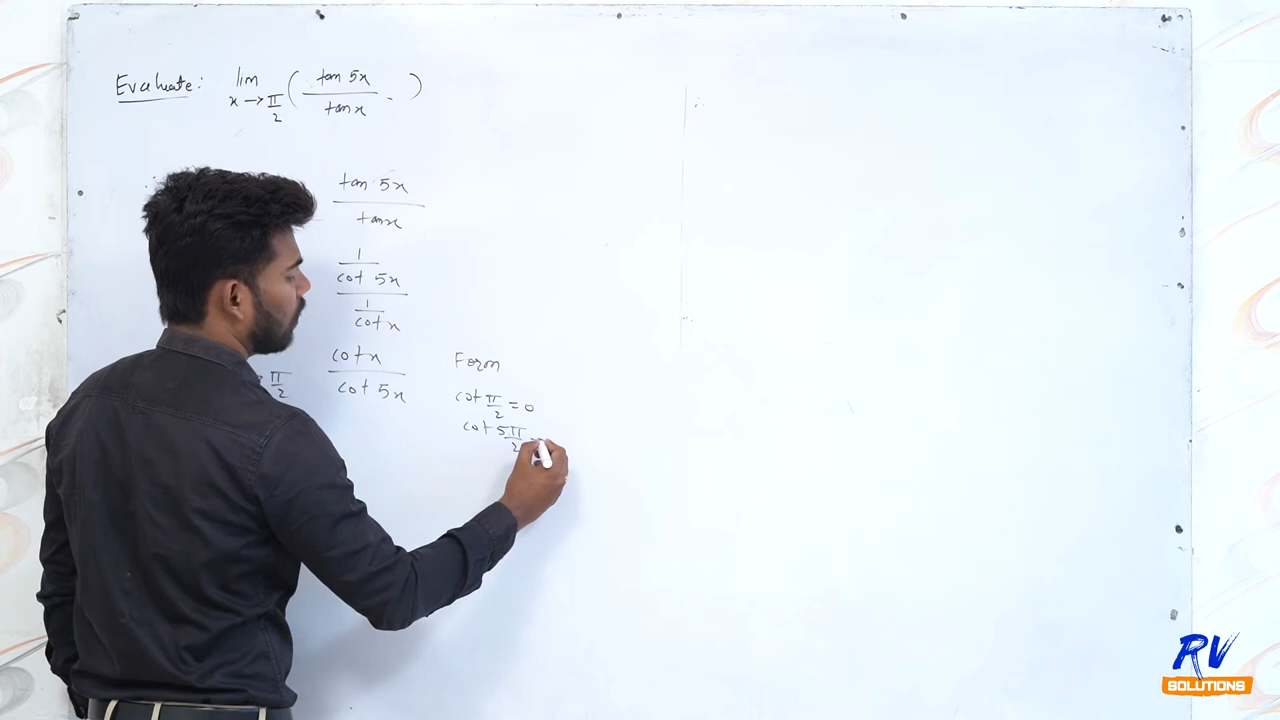 Evaluate: lim x→π/2 ( tan 5x / tan x )
tan 5x
tan x
1
cot 5x
1
cot x
cot x
π/2
cot 5x
Form
cot π/2 = 0
cot 5π/2 =
RV
SOLUTIONS